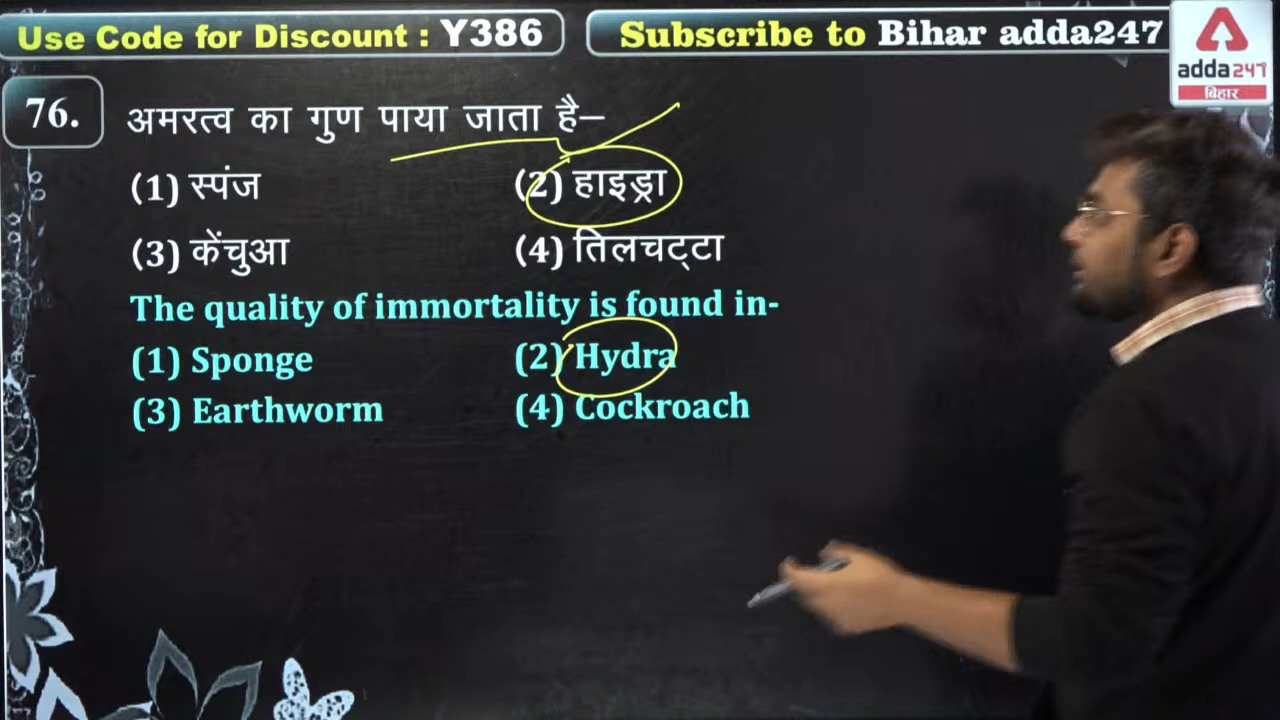 Use Code for Discount : Y386
Subscribe to Bihar adda247
adda247
बिहार
76. अमरत्व का गुण पाया जाता है–
(1) स्पंज (2) हाइड्रा
(3) केंचुआ (4) तिलचट्टा
The quality of immortality is found in-
(1) Sponge (2) Hydra
(3) Earthworm (4) Cockroach